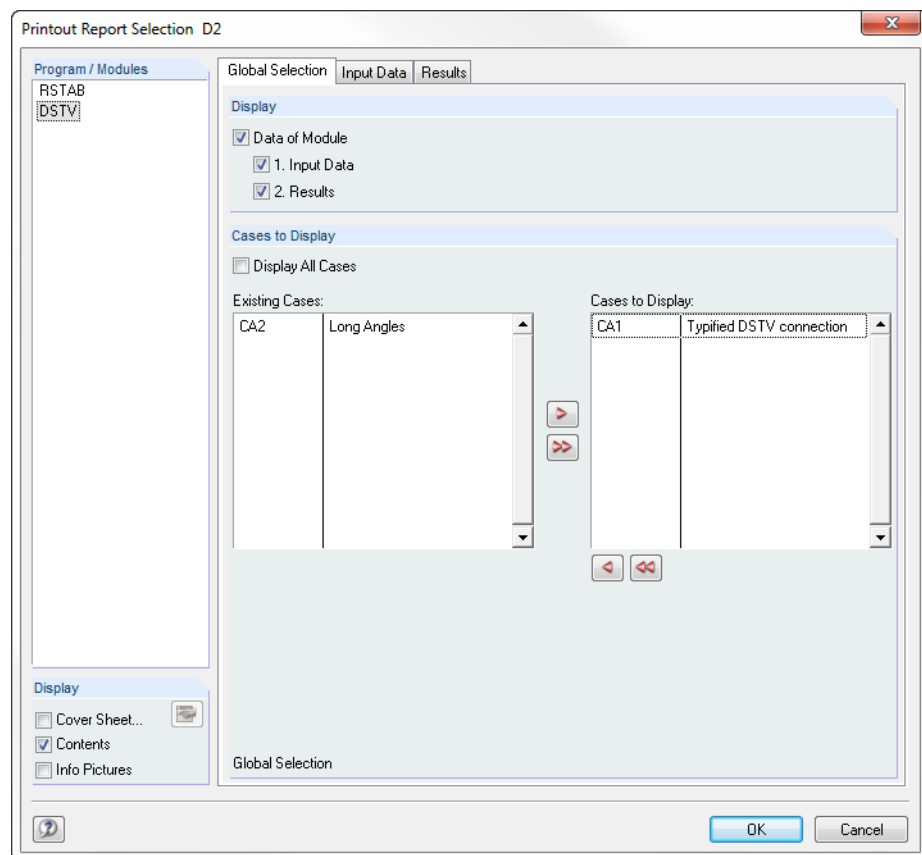 Printout Report Selection D2
Program / Modules
RSTAB
DSTV
Global Selection Input Data Results
Display
Data of Module
1. Input Data
2. Results
Cases to Display
Display All Cases
Existing Cases:
CA2 Long Angles
Cases to Display:
CA1 Typified DSTV connection
>
>>
Display
Cover Sheet...
Contents
Info Pictures
Global Selection
OK Cancel